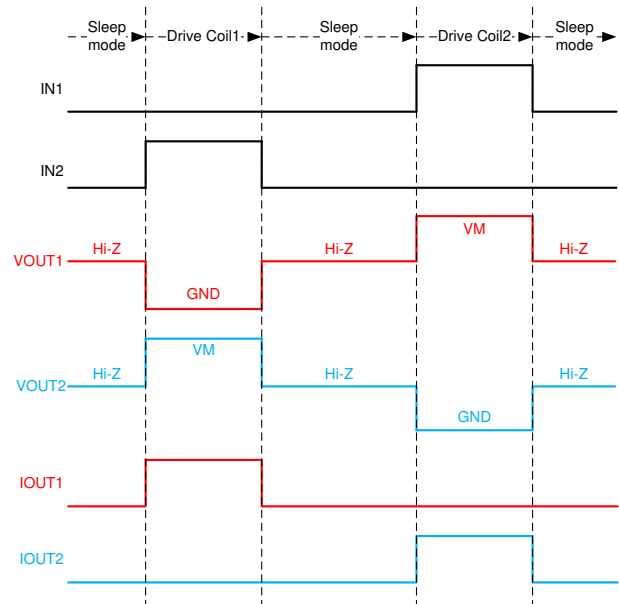 Sleep
mode
Drive Coil1
Sleep
mode
Drive Coil2
Sleep
mode
IN1
IN2
VOUT1
Hi-Z
GND
Hi-Z
VM
Hi-Z
VOUT2
Hi-Z
VM
Hi-Z
GND
Hi-Z
IOUT1
IOUT2